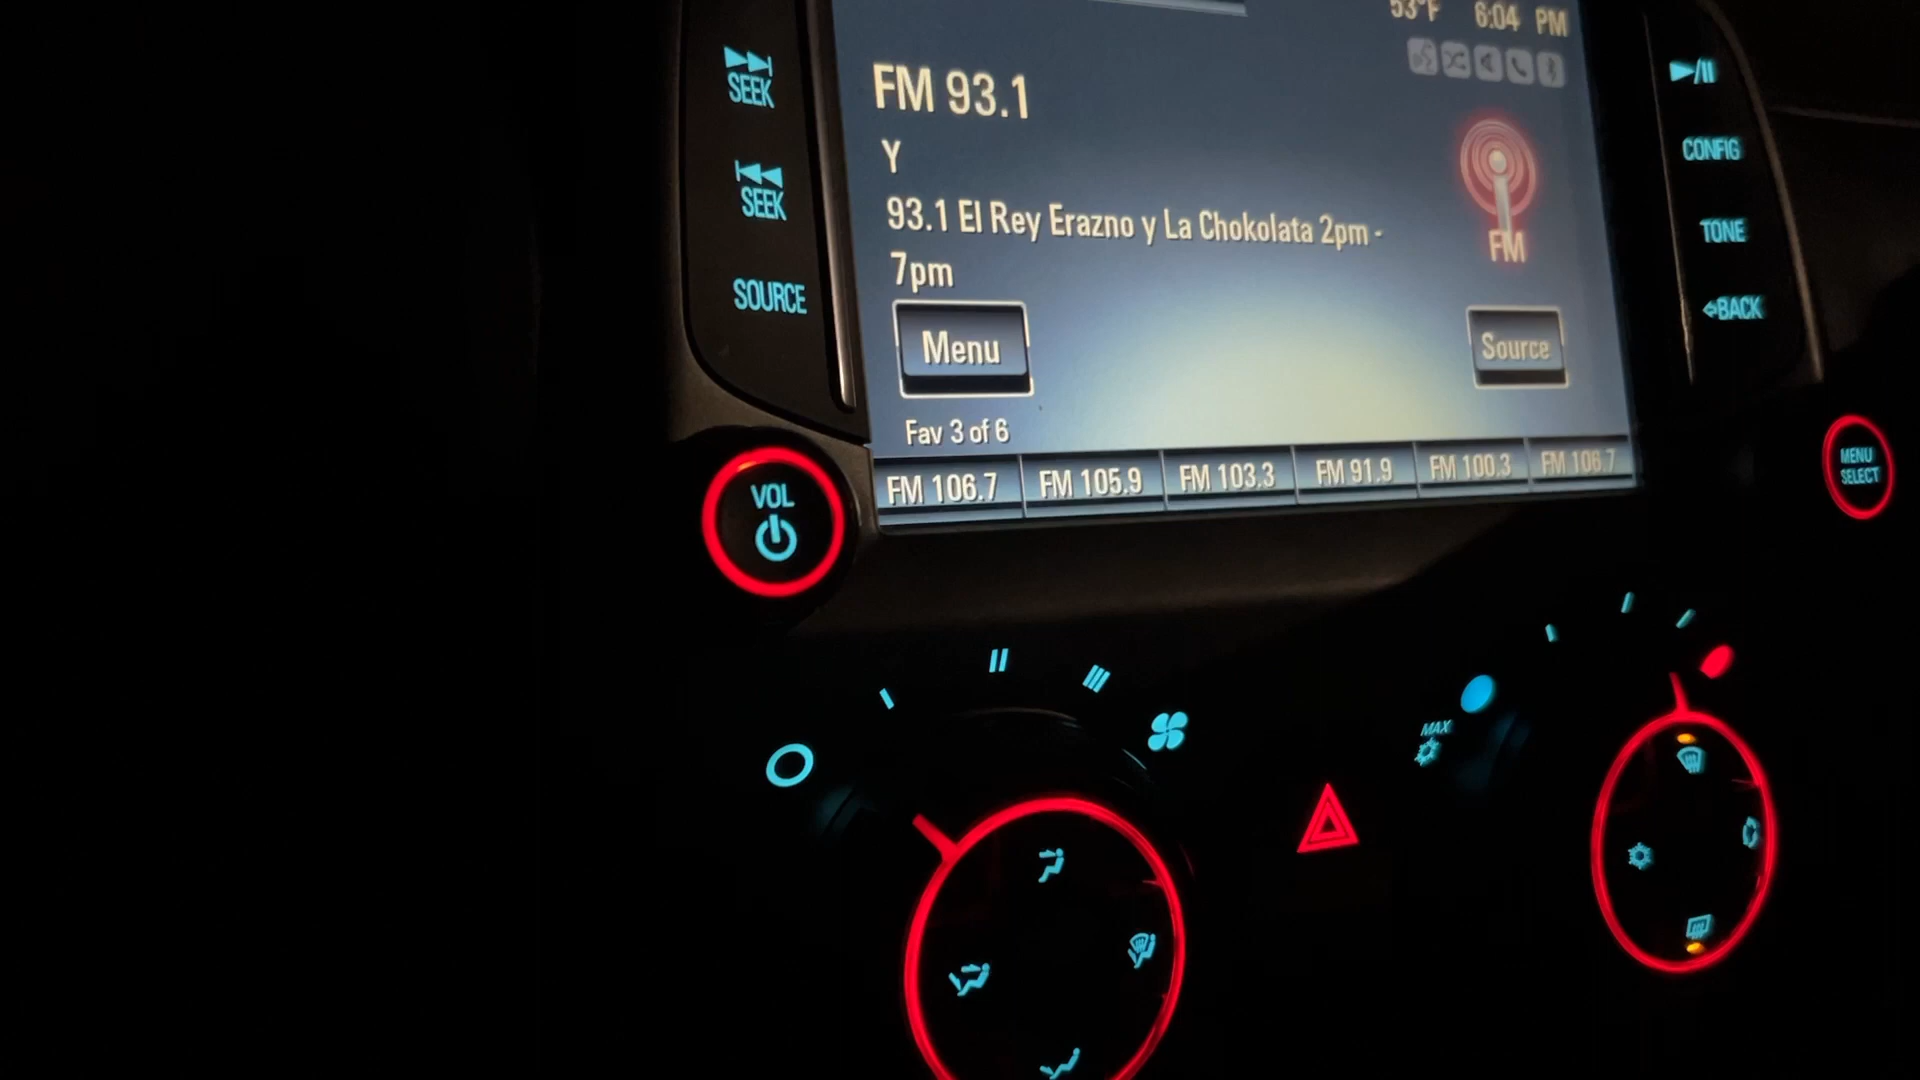 53°F 6:04 PM
SEEK
FM 93.1
Y
SEEK
93.1 El Rey Erazno y La Chokolata 2pm -
7pm
FM
SOURCE
Menu
Source
Fav 3 of 6
FM 106.7 FM 105.9 FM 103.3 FM 91.9 FM 100.3 FM 106.7
CONFIG
TONE
BACK
VOL
MENU
SELECT
MAX